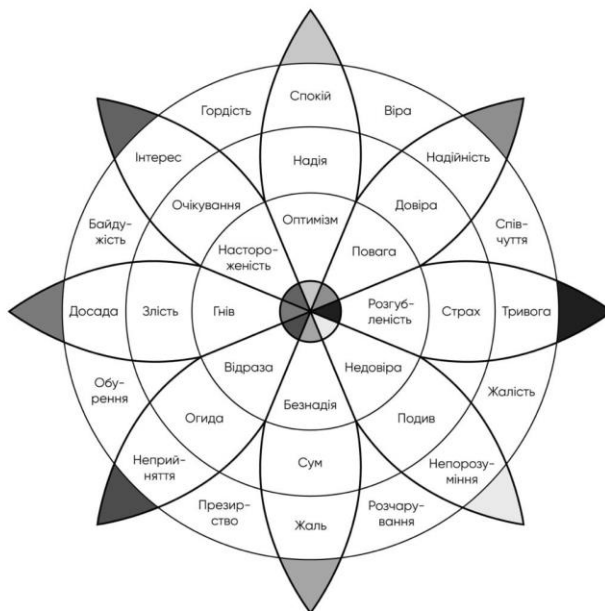 Спокій
Гордість
Віра
Інтерес
Надія
Надійність
Очікування
Довіра
Байду-
жість
Оптимізм
Спів-
чуття
Насторо-
женість
Повага
Досада
Злість
Гнів
Розгуб-
леність
Страх
Тривога
Відраза
Недовіра
Обу-
рення
Безнадія
Жалість
Огида
Подив
Неприй-
няття
Сум
Непорозу-
міння
Презир-
ство
Жаль
Розчару-
вання